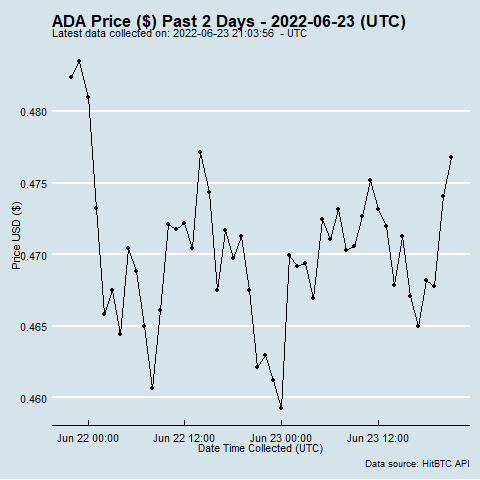 ADA Price ($) Past 2 Days - 2022-06-23 (UTC)
Latest data collected on: 2022-06-23 21:03:56 - UTC
0.480
0.475
0.470
0.465
0.460
Price USD ($)
Jun 22 00:00 Jun 22 12:00 Jun 23 00:00 Jun 23 12:00
Date Time Collected (UTC)
Data source: HitBTC API